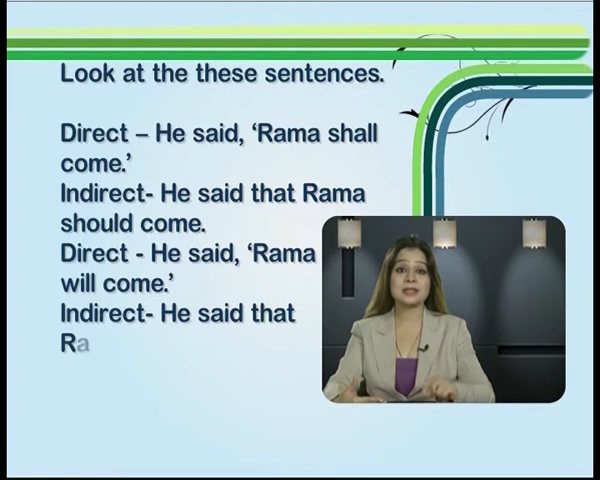 Look at the these sentences.
Direct – He said, ‘Rama shall
come.’
Indirect- He said that Rama
should come.
Direct - He said, ‘Rama
will come.’
Indirect- He said that
Ra